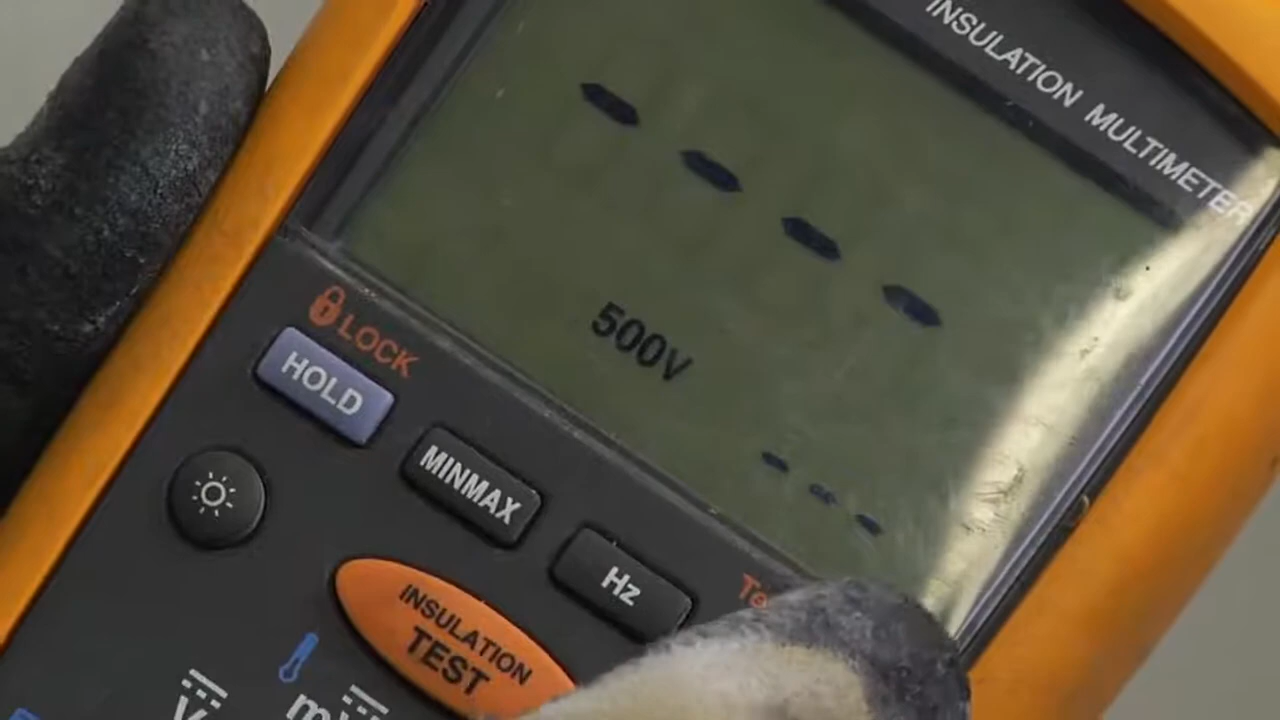 INSULATION MULTIMETER
- - - -
500V
- - -
LOCK
HOLD
MINMAX
Hz
INSULATION
TEST
V